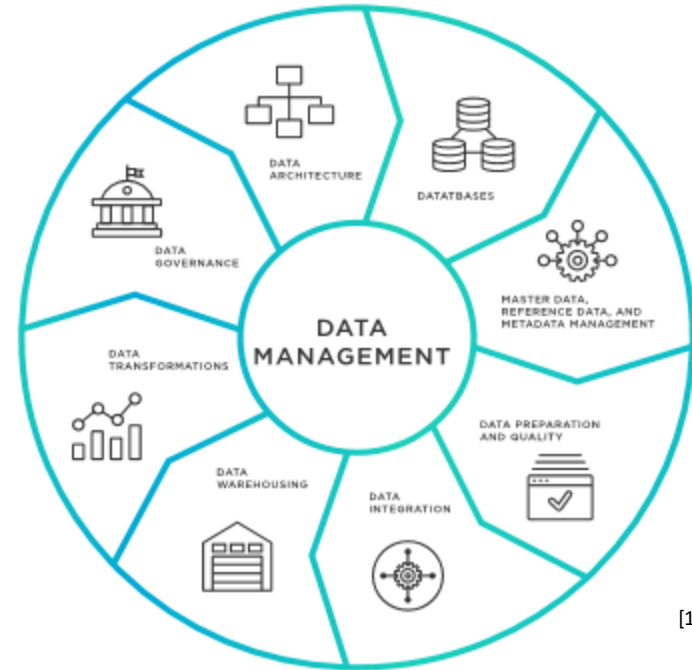 DATA
ARCHITECTURE
DATATBASES
DATA
GOVERNANCE
MASTER DATA,
REFERENCE DATA, AND
METADATA MANAGEMENT
DATA
MANAGEMENT
DATA
TRANSFORMATIONS
DATA PREPARATION
AND QUALITY
DATA
WAREHOUSING
DATA
INTEGRATION
[1